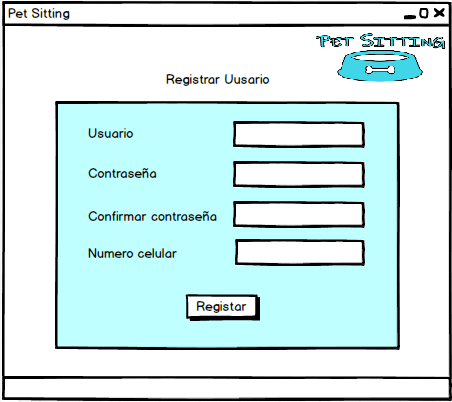 Pet Sitting
PET SITTING
Registrar Uusario
Usuario
Contraseña
Confirmar contraseña
Numero celular
Registar